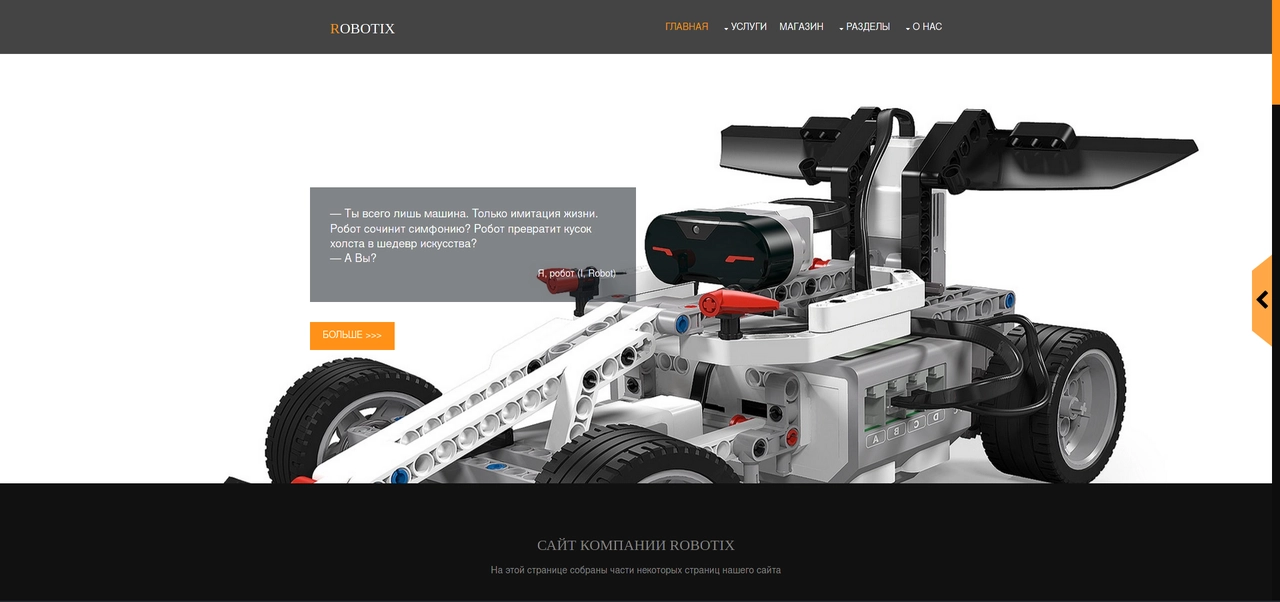 ROBOTIX
ГЛАВНАЯ УСЛУГИ МАГАЗИН РАЗДЕЛЫ О НАС
— Ты всего лишь машина. Только имитация жизни.
Робот сочинит симфонию? Робот превратит кусок
холста в шедевр искусства?
— А Вы?
Я, робот (I, Robot)
БОЛЬШЕ >>>
A B C D
САЙТ КОМПАНИИ ROBOTIX
На этой странице собраны части некоторых страниц нашего сайта